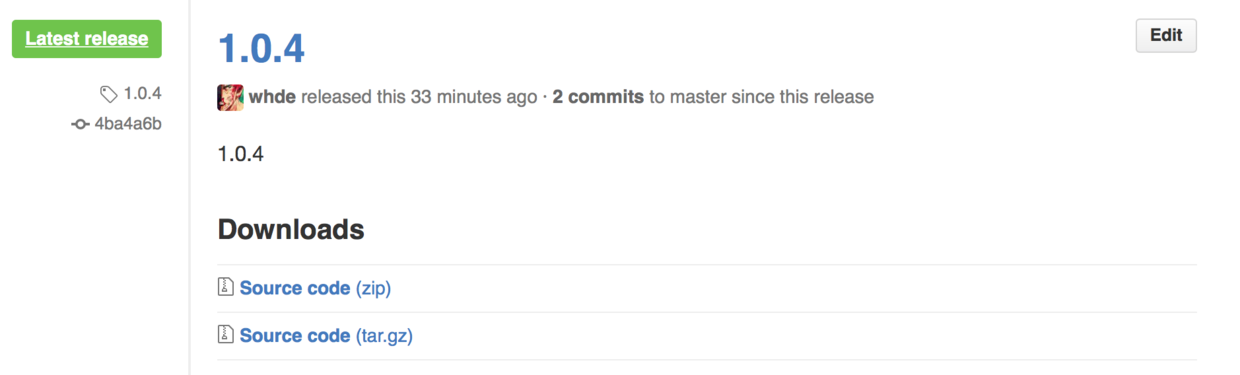 Latest release
1.0.4
4ba4a6b
1.0.4
Edit
whde released this 33 minutes ago · 2 commits to master since this release
1.0.4
Downloads
Source code (zip)
Source code (tar.gz)